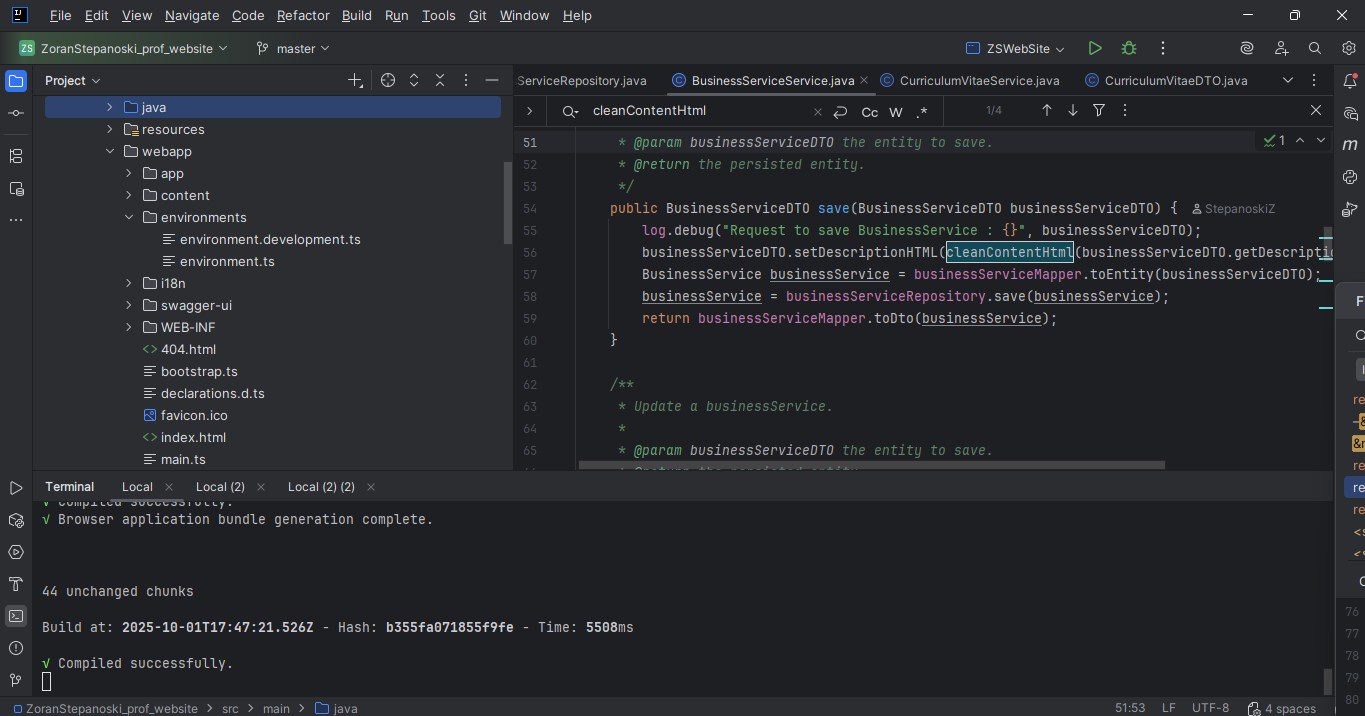 File Edit View Navigate Code Refactor Build Run Tools Git Window Help
ZS ZoranStepanoski_prof_website master ZSWebSite
Project
ServiceRepository.java BusinessServiceService.java CurriculumVitaeService.java CurriculumVitaeDTO.java
cleanContentHtml Cc W .* 1/4
java
resources
webapp
app
content
environments
environment.development.ts
environment.ts
i18n
swagger-ui
WEB-INF
404.html
bootstrap.ts
declarations.d.ts
favicon.ico
index.html
main.ts
51 * @param businessServiceDTO the entity to save. 1
52 * @return the persisted entity.
53 */
54 public BusinessServiceDTO save(BusinessServiceDTO businessServiceDTO) { StepanoskiZ
55 log.debug("Request to save BusinessService : {}", businessServiceDTO);
56 businessServiceDTO.setDescriptionHTML(cleanContentHtml(businessServiceDTO.getDescripti
57 BusinessService businessService = businessServiceMapper.toEntity(businessServiceDTO);
58 businessService = businessServiceRepository.save(businessService);
59 return businessServiceMapper.toDto(businessService);
60 }
61
62 /**
63 * Update a businessService.
64 *
65 * @param businessServiceDTO the entity to save.
Terminal Local Local (2) Local (2) (2)
√ Compiled successfully.
√ Browser application bundle generation complete.
44 unchanged chunks
Build at: 2025-10-01T17:47:21.526Z - Hash: b355fa071855f9fe - Time: 5508ms
√ Compiled successfully.
re
re
re
re
76
77
78
79
80
ZoranStepanoski_prof_website > src > main > java 51:53 LF UTF-8 4 spaces